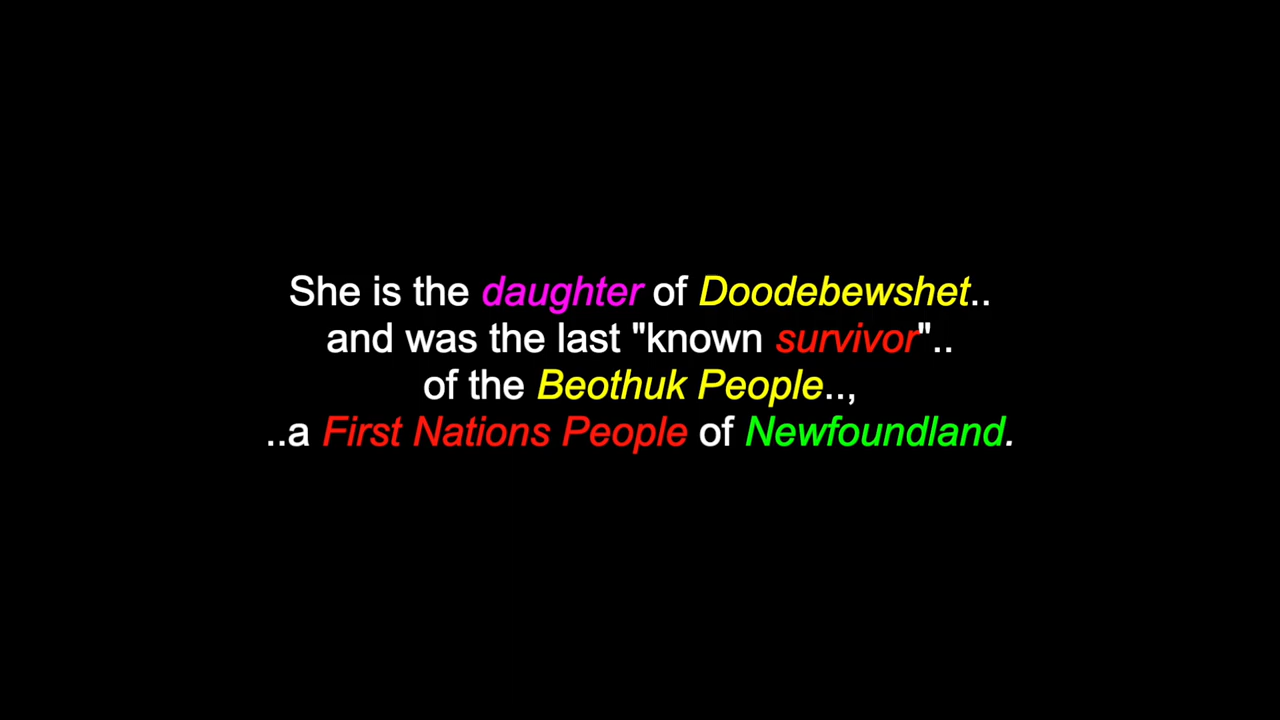 She is the daughter of Doodebewshet..
and was the last "known survivor"..
of the Beothuk People..,
..a First Nations People of Newfoundland.